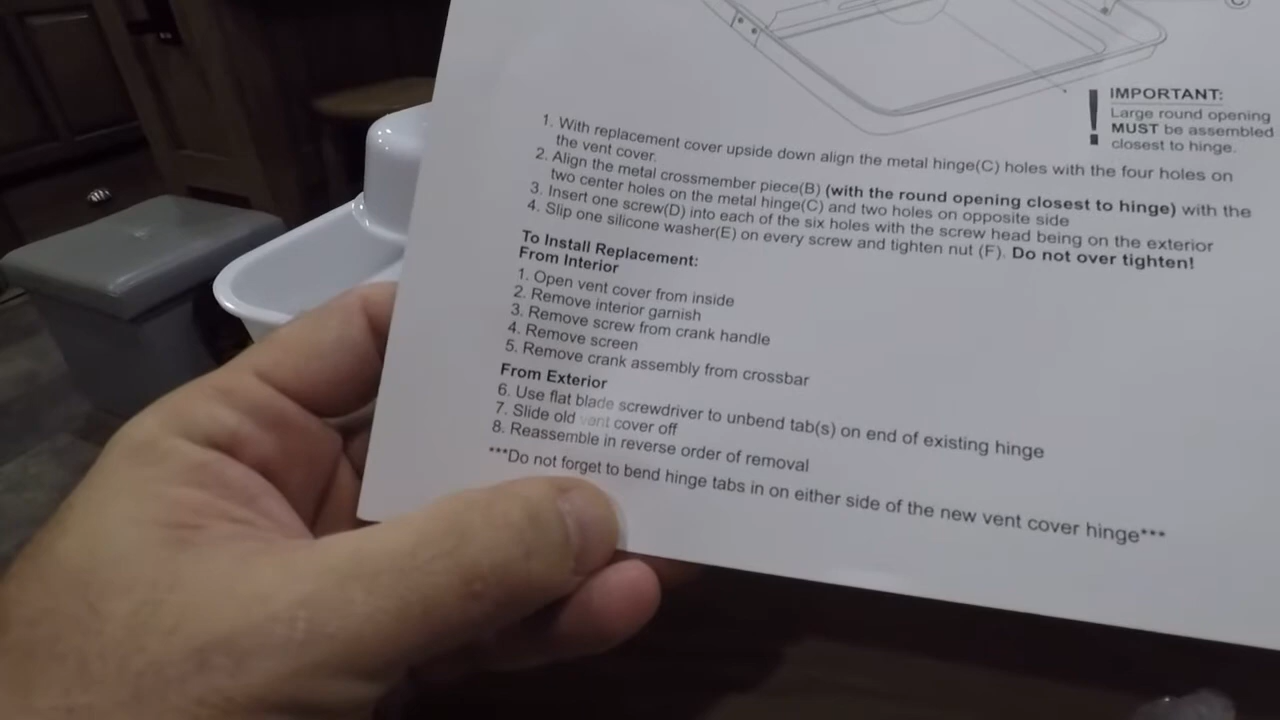 C
IMPORTANT:
Large round opening
MUST be assembled
closest to hinge.
1. With replacement cover upside down align the metal hinge(C) holes with the four holes on
the vent cover.
2. Align the metal crossmember piece(B) (with the round opening closest to hinge) with the
two center holes on the metal hinge(C) and two holes on opposite side
3. Insert one screw(D) into each of the six holes with the screw head being on the exterior
4. Slip one silicone washer(E) on every screw and tighten nut (F). Do not over tighten!
To Install Replacement:
From Interior
1. Open vent cover from inside
2. Remove interior garnish
3. Remove screw from crank handle
4. Remove screen
5. Remove crank assembly from crossbar
From Exterior
6. Use flat blade screwdriver to unbend tab(s) on end of existing hinge
7. Slide old vent cover off
8. Reassemble in reverse order of removal
***Do not forget to bend hinge tabs in on either side of the new vent cover hinge***